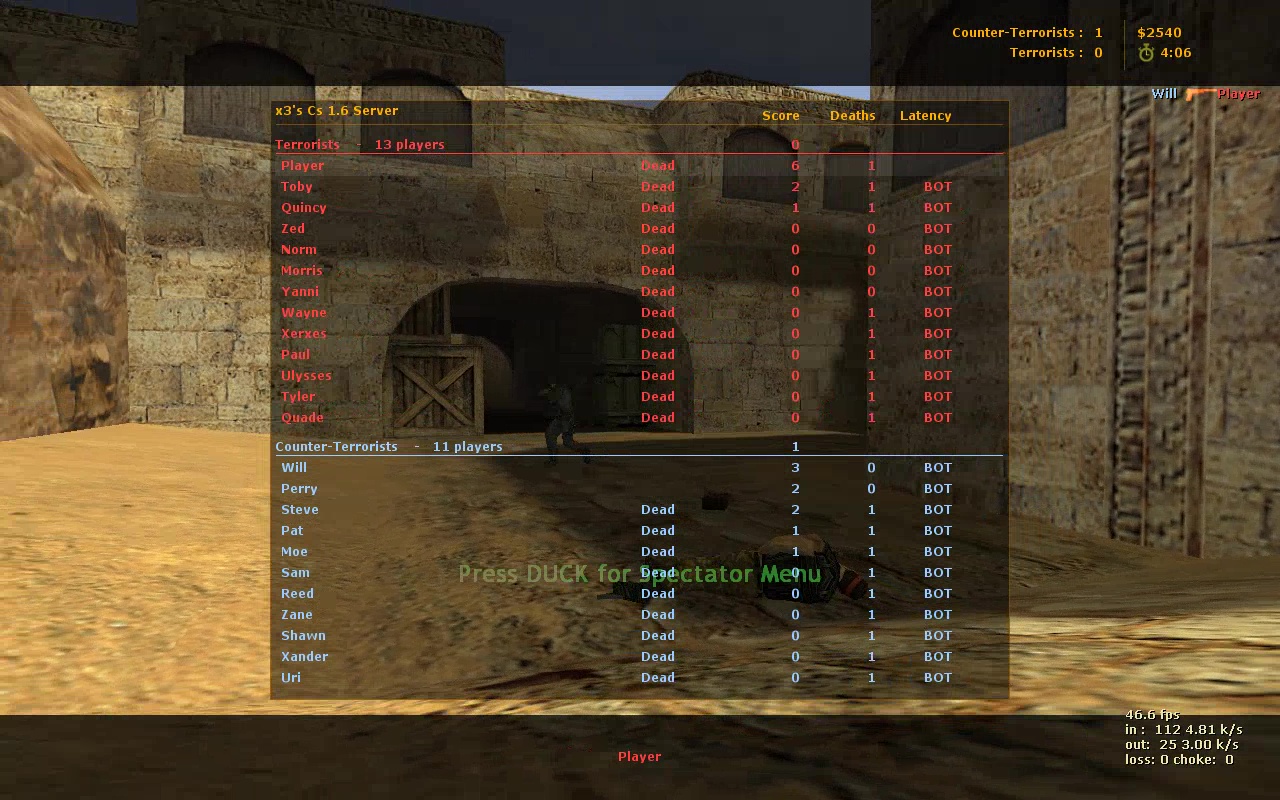 Counter-Terrorists : 1 $2540
Terrorists : 0 4:06
Will Player
x3's Cs 1.6 Server Score Deaths Latency
Terrorists - 13 players 0
Player Dead 6 1
Toby Dead 2 1 BOT
Quincy Dead 1 1 BOT
Zed Dead 0 0 BOT
Norm Dead 0 0 BOT
Morris Dead 0 0 BOT
Yanni Dead 0 0 BOT
Wayne Dead 0 1 BOT
Xerxes Dead 0 1 BOT
Paul Dead 0 1 BOT
Ulysses Dead 0 1 BOT
Tyler Dead 0 1 BOT
Quade Dead 0 1 BOT
Counter-Terrorists - 11 players 1
Will 3 0 BOT
Perry 2 0 BOT
Steve Dead 2 1 BOT
Pat Dead 1 1 BOT
Moe Dead 1 1 BOT
Sam Dead 0 1 BOT
Press DUCK for Spectator Menu
Reed Dead 0 1 BOT
Zane Dead 0 1 BOT
Shawn Dead 0 1 BOT
Xander Dead 0 1 BOT
Uri Dead 0 1 BOT
46.6 fps
in : 112 4.81 k/s
out: 25 3.00 k/s
loss: 0 choke: 0
Player